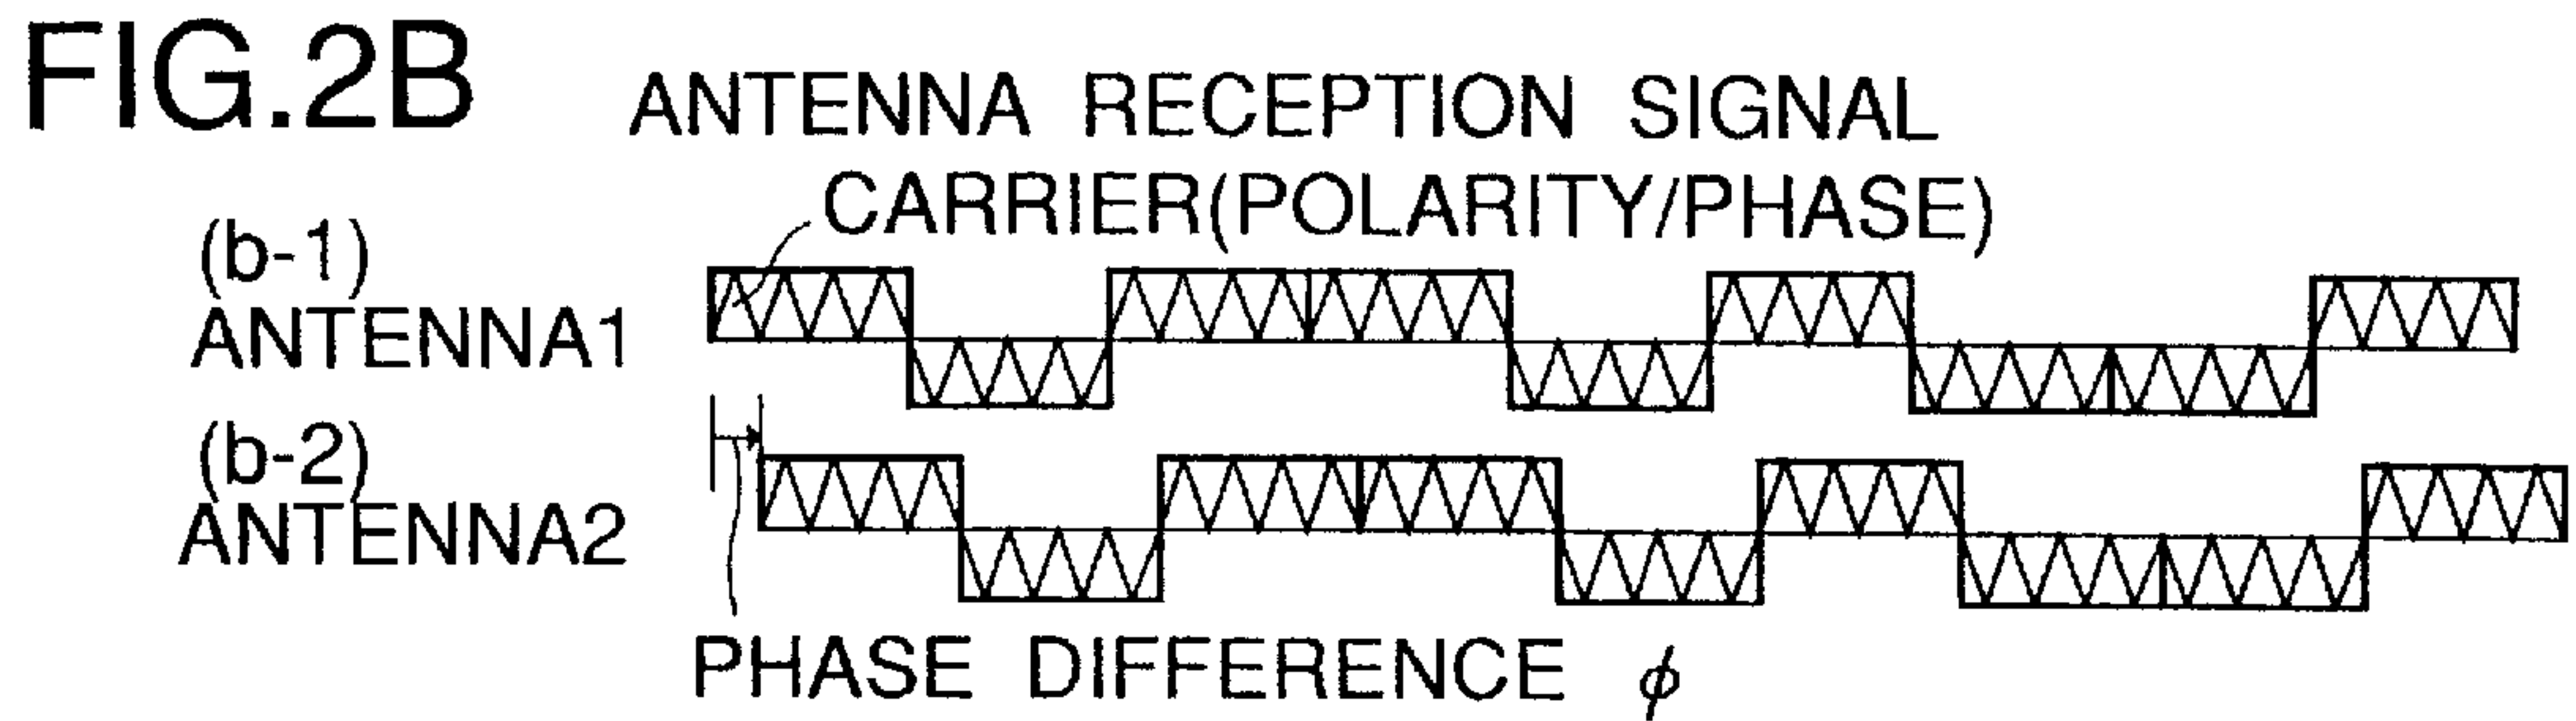 FIG.2B
ANTENNA RECEPTION SIGNAL
CARRIER(POLARITY/PHASE)
(b-1)
ANTENNA1
(b-2)
ANTENNA2
PHASE DIFFERENCE ϕ